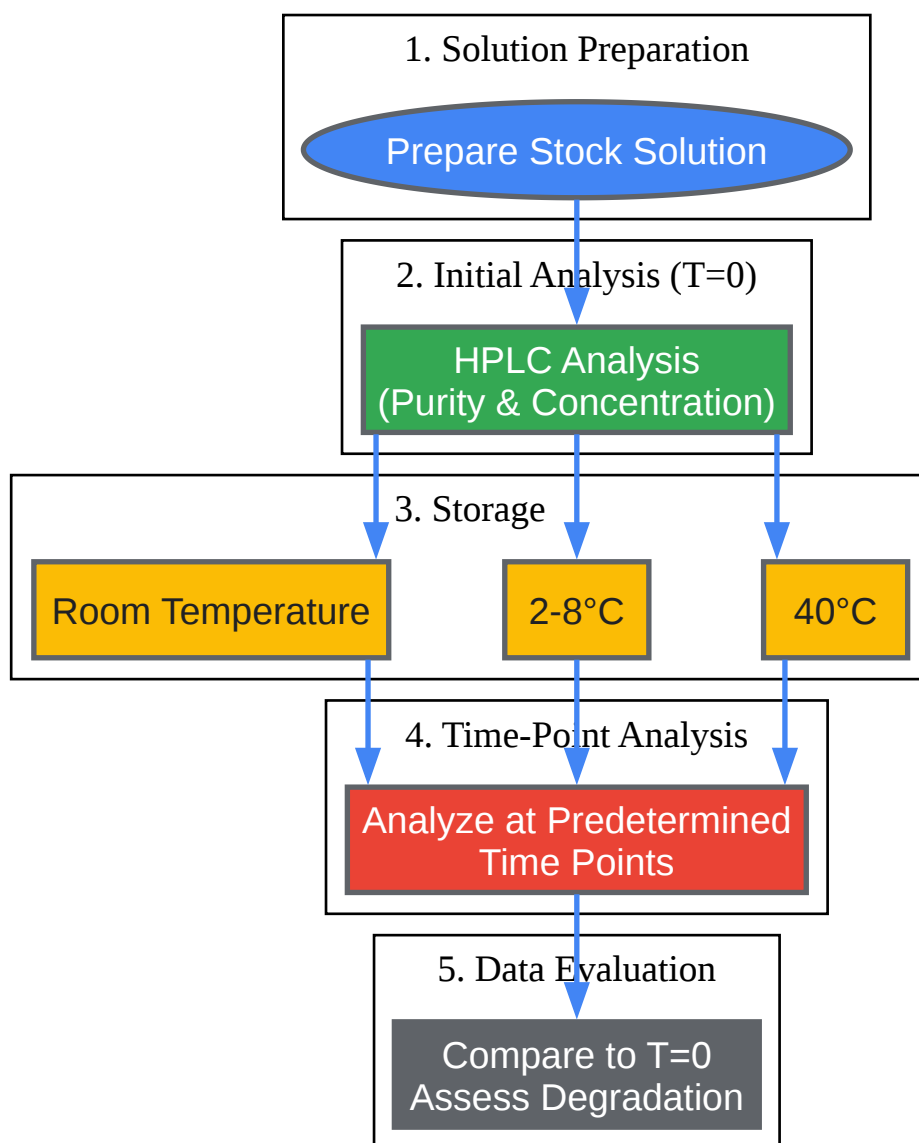 1. Solution Preparation
Prepare Stock Solution
2. Initial Analysis (T=0)
HPLC Analysis
(Purity & Concentration)
3. Storage
Room Temperature
2-8°C
40°C
4. Time-Point Analysis
Analyze at Predetermined
Time Points
5. Data Evaluation
Compare to T=0
Assess Degradation